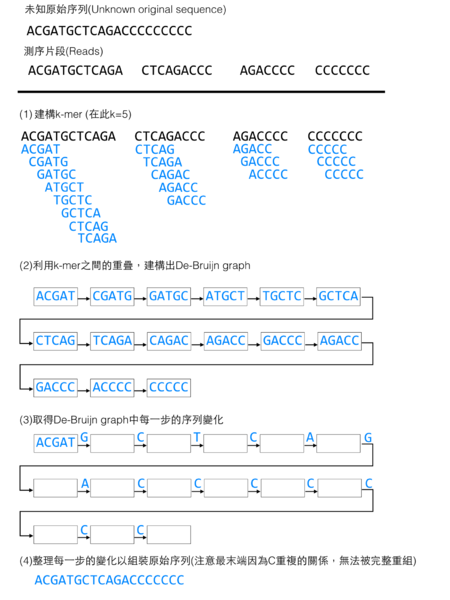 未知原始序列(Unknown original sequence)
ACGATGCTCAGACCCCCCCCC
測序片段(Reads)
ACGATGCTCAGA CTCAGACCC AGACCCC CCCCCCC
(1) 建構k-mer (在此k=5)
ACGATGCTCAGA CTCAGACCC AGACCCC CCCCCCC
ACGAT CTCAG AGACC CCCCC
CGATG TCAGA GACCC CCCCC
GATGC CAGAC ACCCC CCCCC
ATGCT AGACC
TGCTC GACCC
GCTCA
CTCAG
TCAGA
(2)利用k-mer之間的重疊，建構出De-Bruijn graph
ACGAT CGATG GATGC ATGCT TGCTC GCTCA
CTCAG TCAGA CAGAC AGACC GACCC AGACC
GACCC ACCCC CCCCC
(3)取得De-Bruijn graph中每一步的序列變化
ACGAT G C T C A G
A C C C C C
C C
(4)整理每一步的變化以組裝原始序列(注意最末端因為C重複的關係，無法被完整重組)
ACGATGCTCAGACCCCCCC